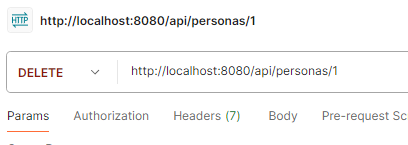 HTTP http://localhost:8080/api/personas/1
DELETE http://localhost:8080/api/personas/1
Params Authorization Headers (7) Body Pre-request Sc